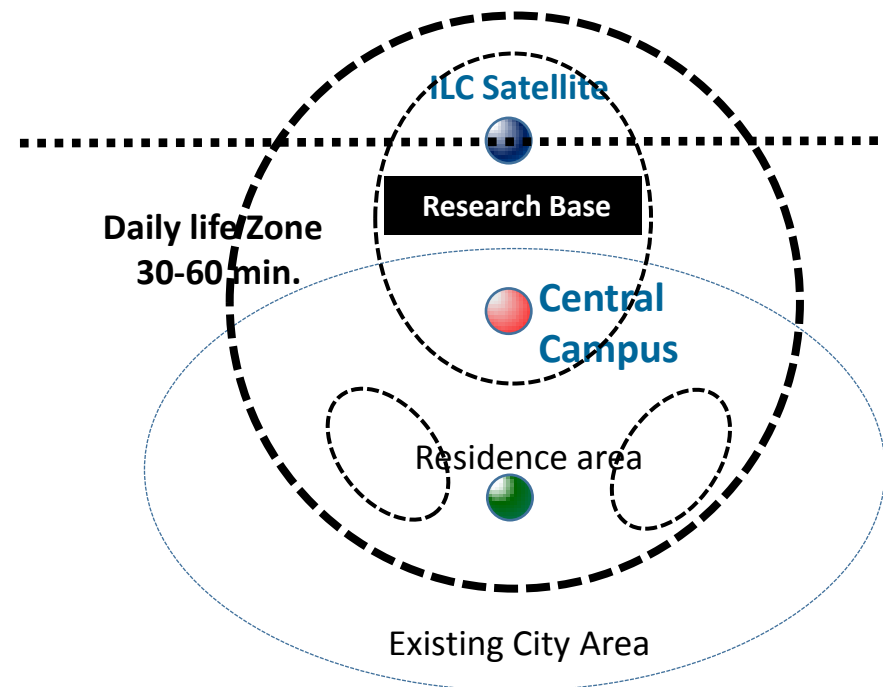 ILC Satellite
Research Base
Daily life Zone
30-60 min.
Central
Campus
Residence area
Existing City Area